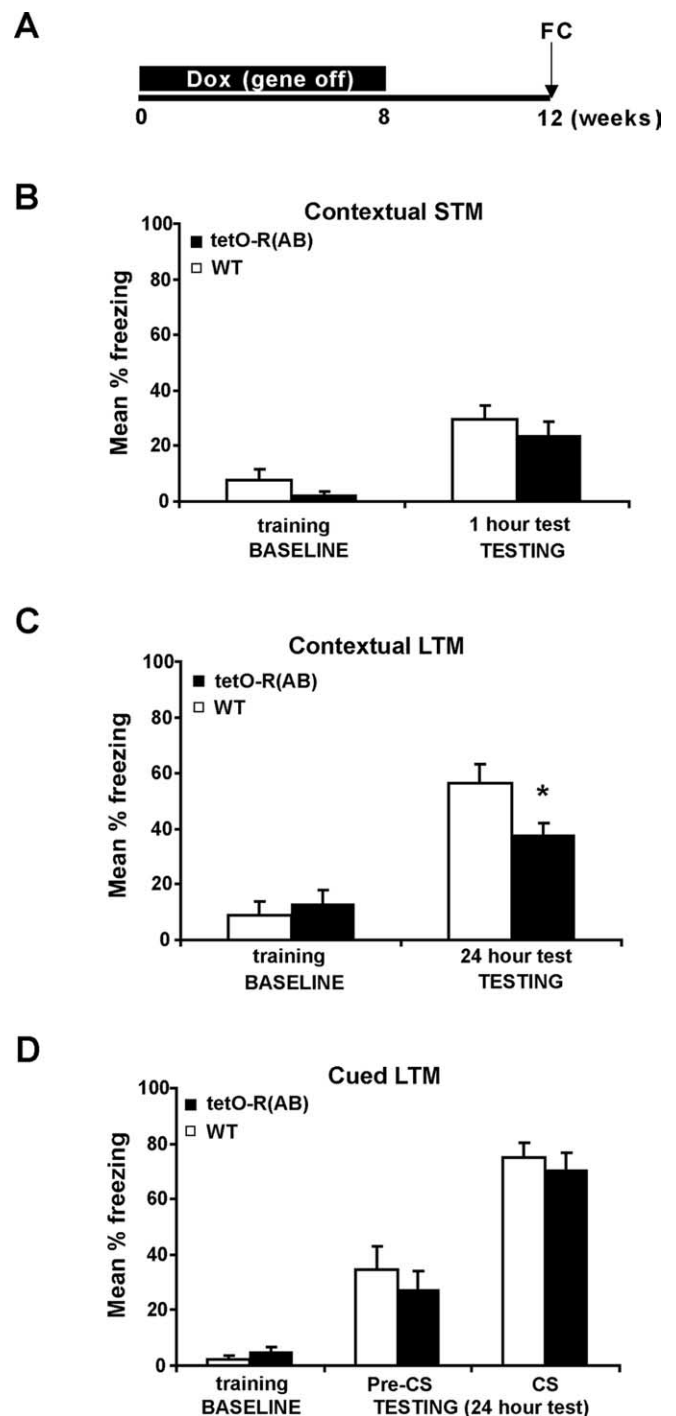 A
FC
Dox (gene off)
0 8 12 (weeks)
B
Contextual STM
100
80
60
40
20
0
Mean % freezing
tetO-R(AB)
WT
training 1 hour test
BASELINE TESTING
C
Contextual LTM
100
80
60
40
20
0
Mean % freezing
tetO-R(AB)
WT
*
training 24 hour test
BASELINE TESTING
D
Cued LTM
100
80
60
40
20
0
Mean % freezing
tetO-R(AB)
WT
training Pre-CS CS
BASELINE TESTING (24 hour test)